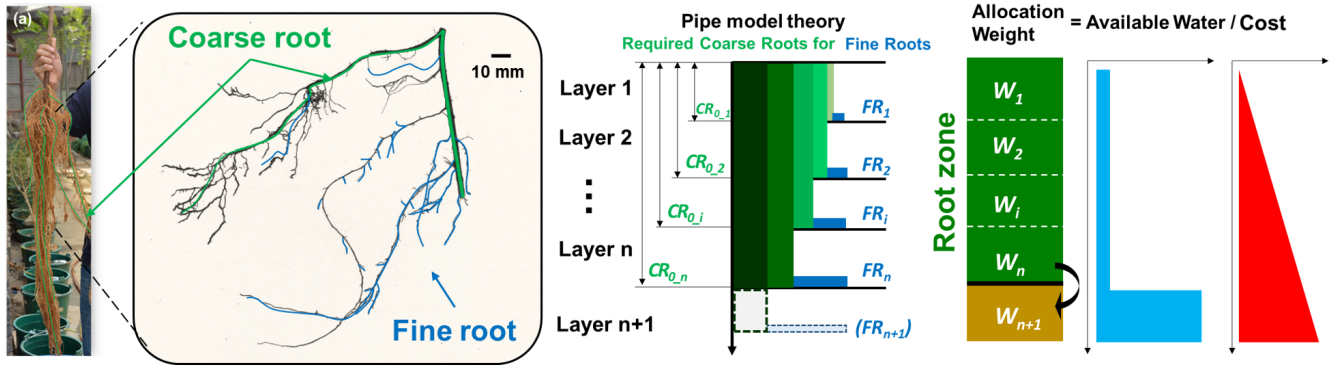 (a)
Coarse root
10 mm
Fine root
Pipe model theory
Required Coarse Roots for Fine Roots
Layer 1
CR0_1
FR1
Layer 2
CR0_2
FR2
⋮
CR0_i
FRi
Layer n
CR0_n
FRn
Layer n+1
(FRn+1)
Allocation
Weight
= Available Water / Cost
Root zone
W1
W2
Wi
Wn
Wn+1